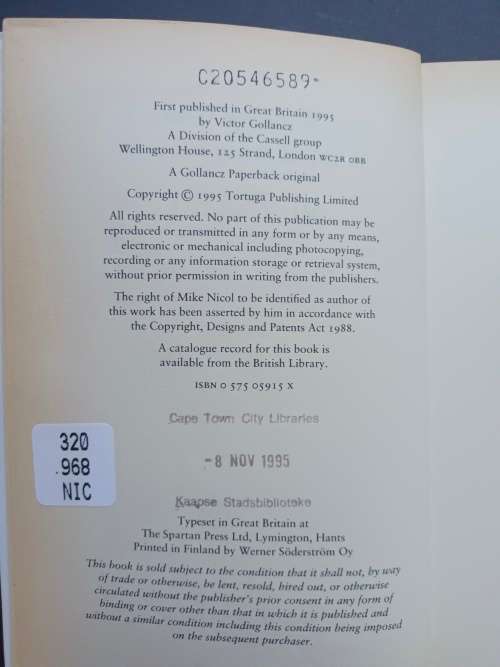 C20546589-
First published in Great Britain 1995
by Victor Gollancz
A Division of the Cassell group
Wellington House, 125 Strand, London WC2R 0BB
A Gollancz Paperback original
Copyright © 1995 Tortuga Publishing Limited
All rights reserved. No part of this publication may be
reproduced or transmitted in any form or by any means,
electronic or mechanical including photocopying,
recording or any information storage or retrieval system,
without prior permission in writing from the publishers.
The right of Mike Nicol to be identified as author of
this work has been asserted by him in accordance with
the Copyright, Designs and Patents Act 1988.
A catalogue record for this book is
available from the British Library.
ISBN 0 575 05915 X
Cape Town City Libraries
-8 NOV 1995
320
.968
NIC
Kaapse Stadsbiblioteke
Typeset in Great Britain at
The Spartan Press Ltd, Lymington, Hants
Printed in Finland by Werner Söderström Oy
This book is sold subject to the condition that it shall not, by way
of trade or otherwise, be lent, resold, hired out, or otherwise
circulated without the publisher's prior consent in any form of
binding or cover other than that in which it is published and
without a similar condition including this condition being imposed
on the subsequent purchaser.